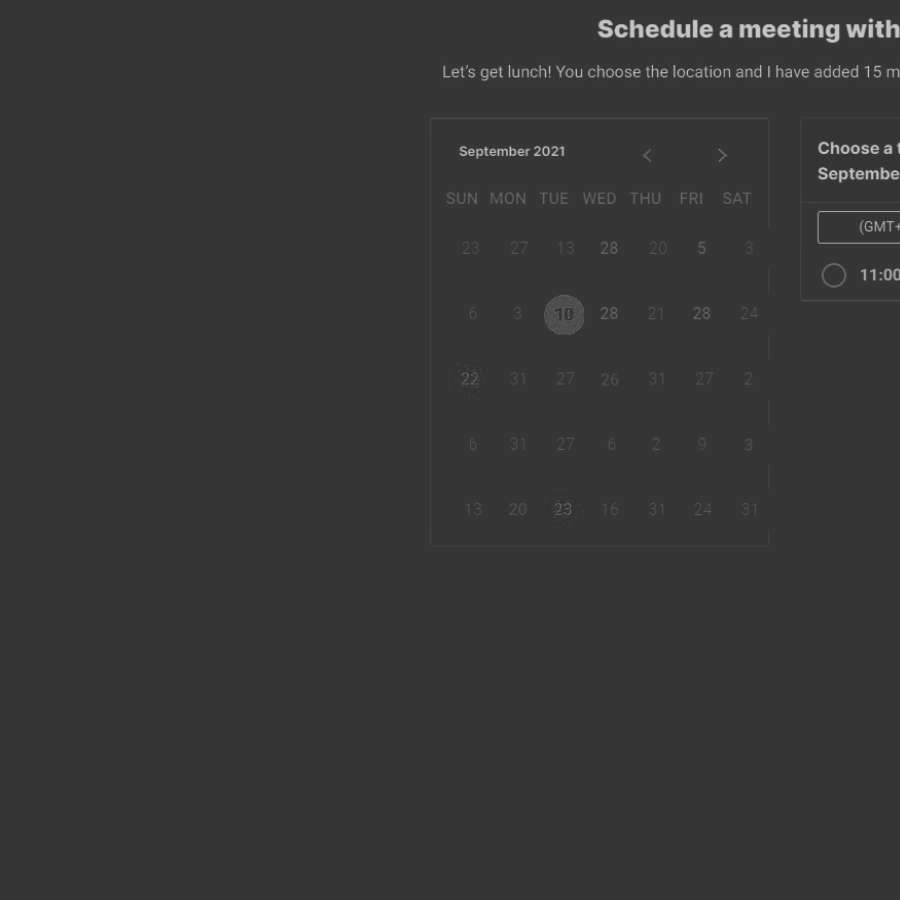 Schedule a meeting with
Let's get lunch! You choose the location and I have added 15 m
September 2021
SUN MON TUE WED THU FRI SAT
23 27 13 28 20 5 3
6 3 10 28 21 28 24
22 31 27 26 31 27 2
6 31 27 6 2 9 3
13 20 23 16 31 24 31
Choose a t
Septembe
(GMT+
11:00